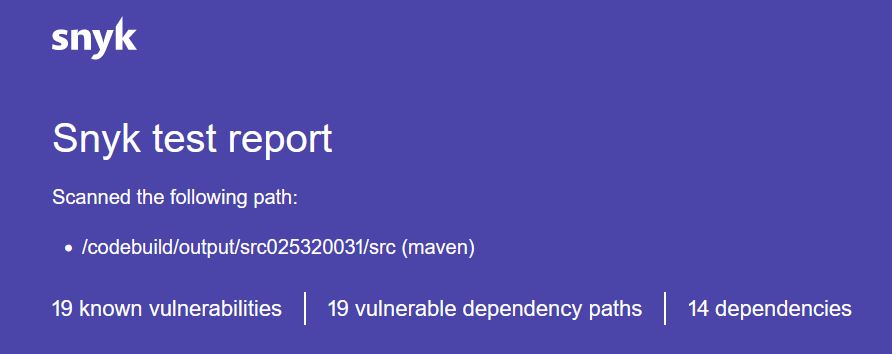 snyk
Snyk test report
Scanned the following path:
• /codebuild/output/src025320031/src (maven)
19 known vulnerabilities | 19 vulnerable dependency paths | 14 dependencies